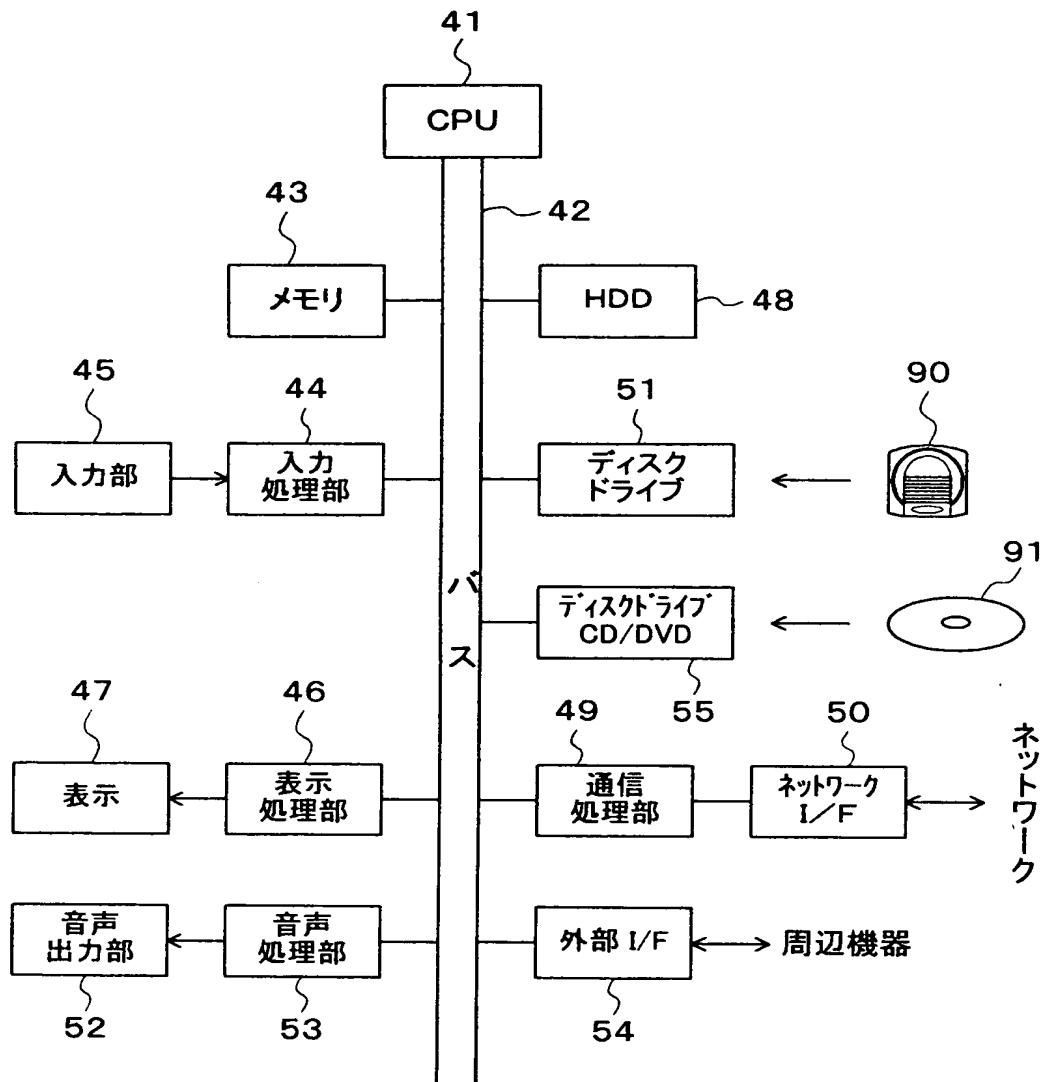 41
CPU
42
43
メモリ
HDD
48
45
入力部
44
入力
処理部
51
ディスク
ドライブ
90
バス
ディスクドライブ
CD/DVD
55
91
47
表示
46
表示
処理部
49
通信
処理部
50
ネットワーク
I/F
ネットワーク
音声
出力部
52
音声
処理部
53
外部 I/F
54
周辺機器